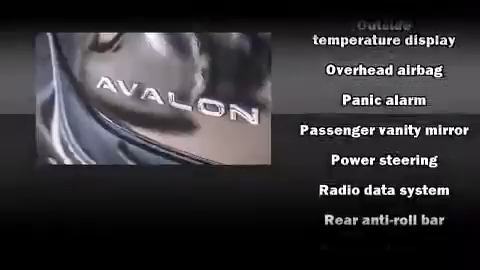 Outside
temperature display
Overhead airbag
Panic alarm
Passenger vanity mirror
Power steering
Radio data system
Rear anti-roll bar
AVALON